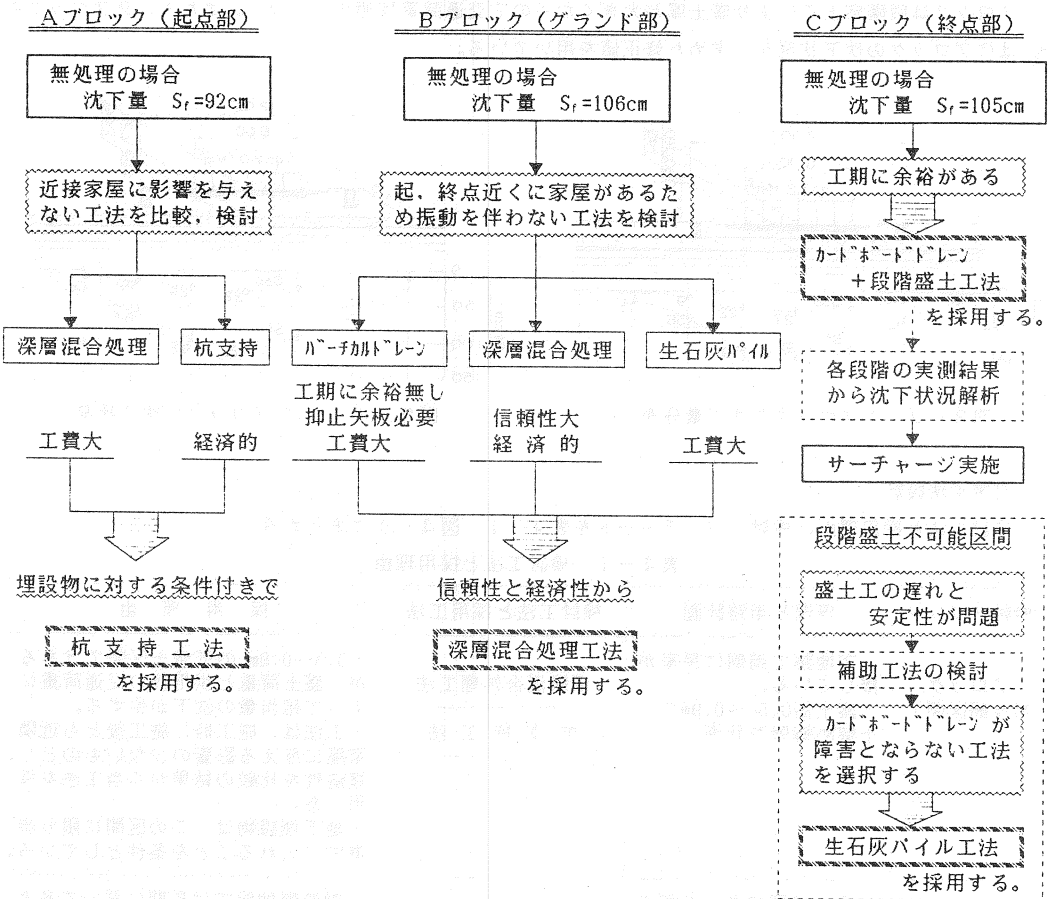 Aブロック（起点部）
無処理の場合
沈下量 Sf=92cm
近接家屋に影響を与え
ない工法を比較，検討
深層混合処理
杭支持
工費大
経済的
埋設物に対する条件付きで
杭支持工法
を採用する。
Bブロック（グランド部）
無処理の場合
沈下量 Sf=106cm
起，終点近くに家屋があるた
め振動を伴わない工法を検討
バーチカルドレーン
深層混合処理
生石灰パイル
工期に余裕無し
抑止矢板必要
工費大
信頼性大
経済的
工費大
信頼性と経済性から
深層混合処理工法
を採用する。
Cブロック（終点部）
無処理の場合
沈下量 Sf=105cm
工期に余裕がある
カードボードドレーン
＋段階盛土工法
を採用する。
各段階の実測結果
から沈下状況解析
サーチャージ実施
段階盛土不可能区間
盛土工の遅れと
安定性が問題
補助工法の検討
カードボードドレーンが
障害とならない工法
を選択する
生石灰パイル工法
を採用する。